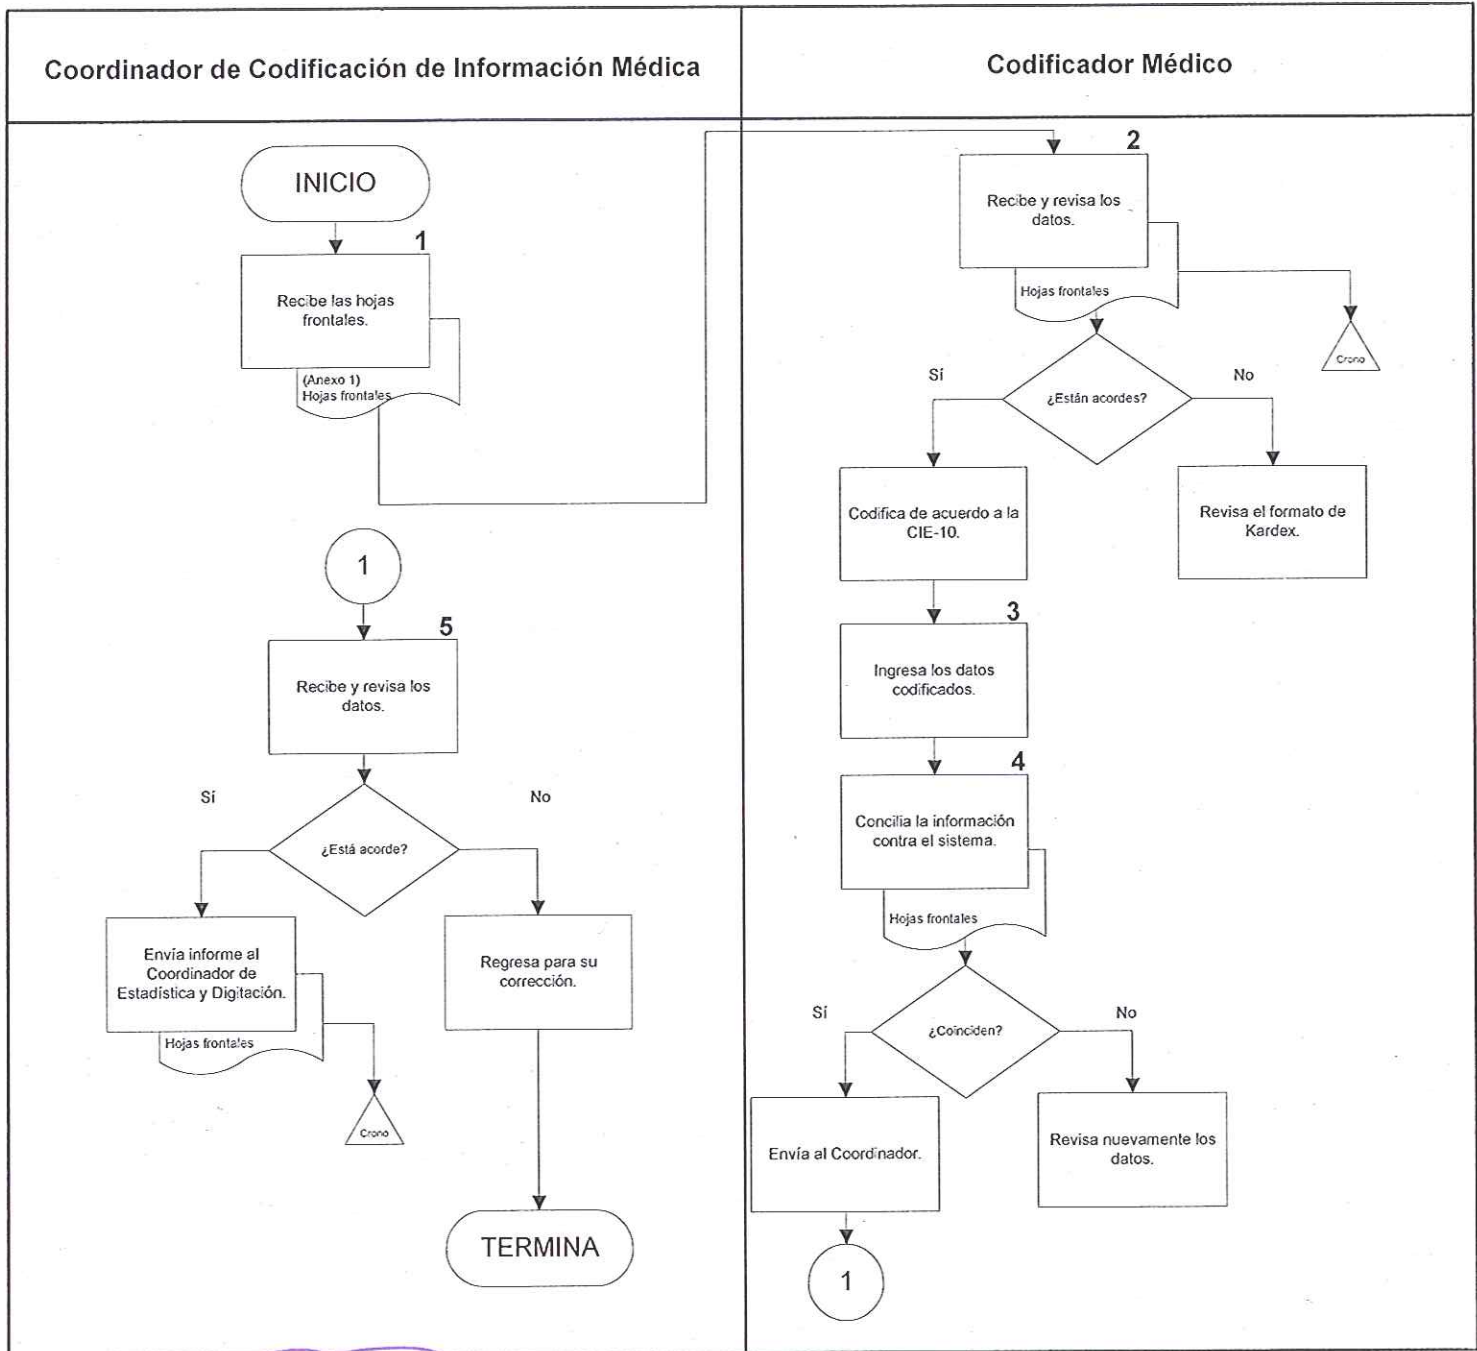 Coordinador de Codificación de Información Médica
Codificador Médico
INICIO
1
Recibe las hojas
frontales.
(Anexo 1)
Hojas frontales
1
5
Recibe y revisa los
datos.
Sí
No
¿Está acorde?
Envía informe al
Coordinador de
Estadística y Digitación.
Hojas frontales
Crono
Regresa para su
corrección.
TERMINA
2
Recibe y revisa los
datos.
Hojas frontales
Crono
Sí
No
¿Están acordes?
Codifica de acuerdo a la
CIE-10.
Revisa el formato de
Kardex.
3
Ingresa los datos
codificados.
4
Concilia la información
contra el sistema.
Hojas frontales
Sí
No
¿Coinciden?
Envía al Coordinador.
Revisa nuevamente los
datos.
1